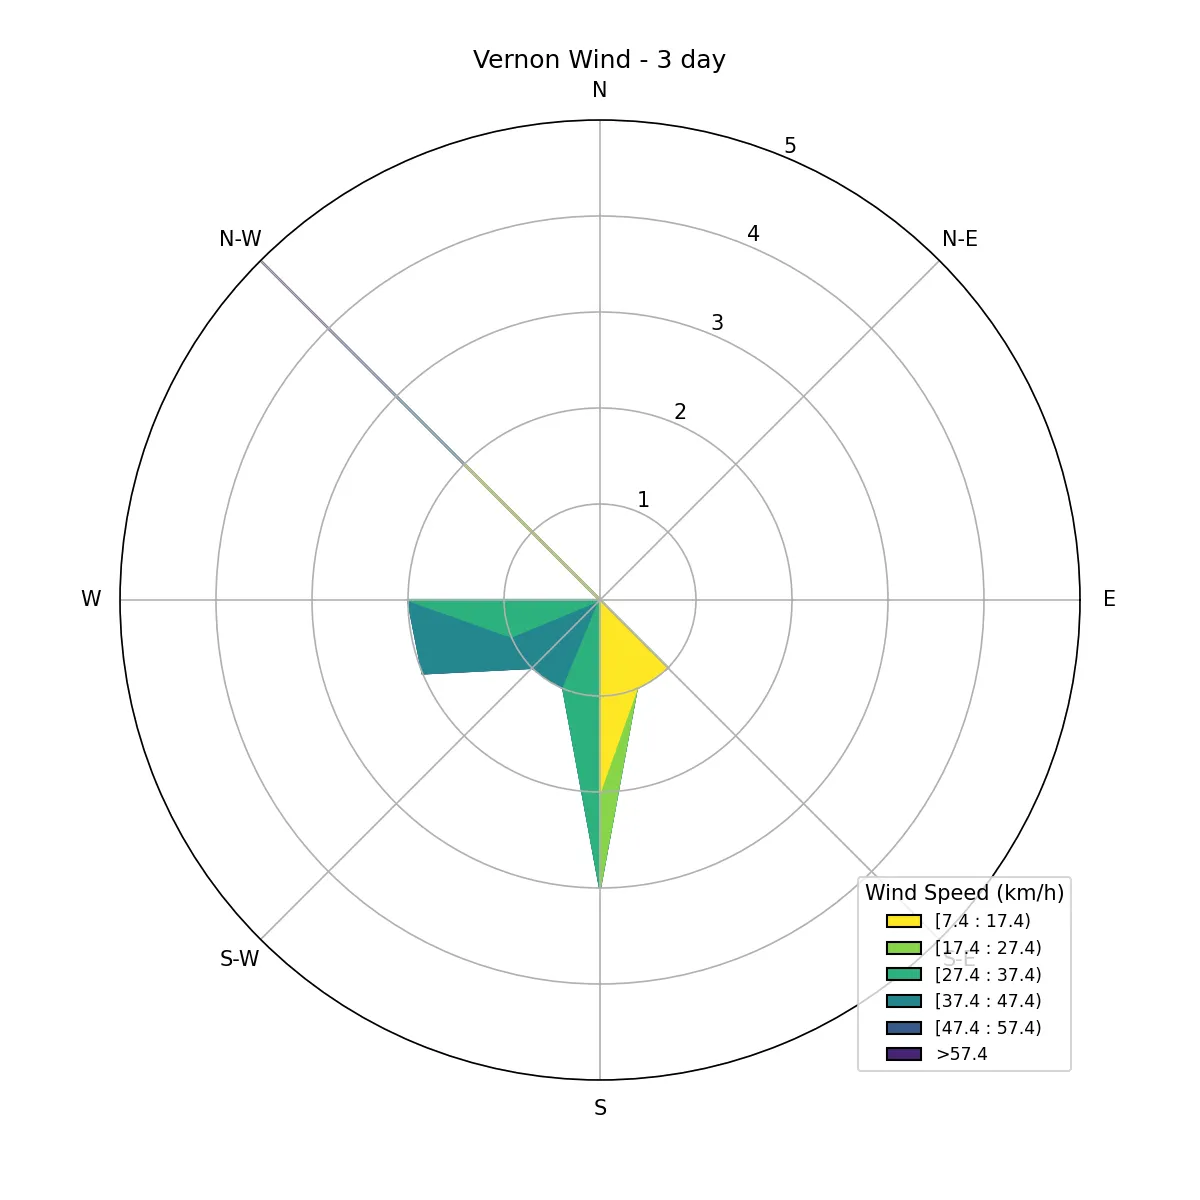 Vernon Wind - 3 day
N
5
N-W
4
N-E
3
2
1
W
E
Wind Speed (km/h)
[7.4 : 17.4)
[17.4 : 27.4)
S-W
S-E
[27.4 : 37.4)
[37.4 : 47.4)
[47.4 : 57.4)
>57.4
S